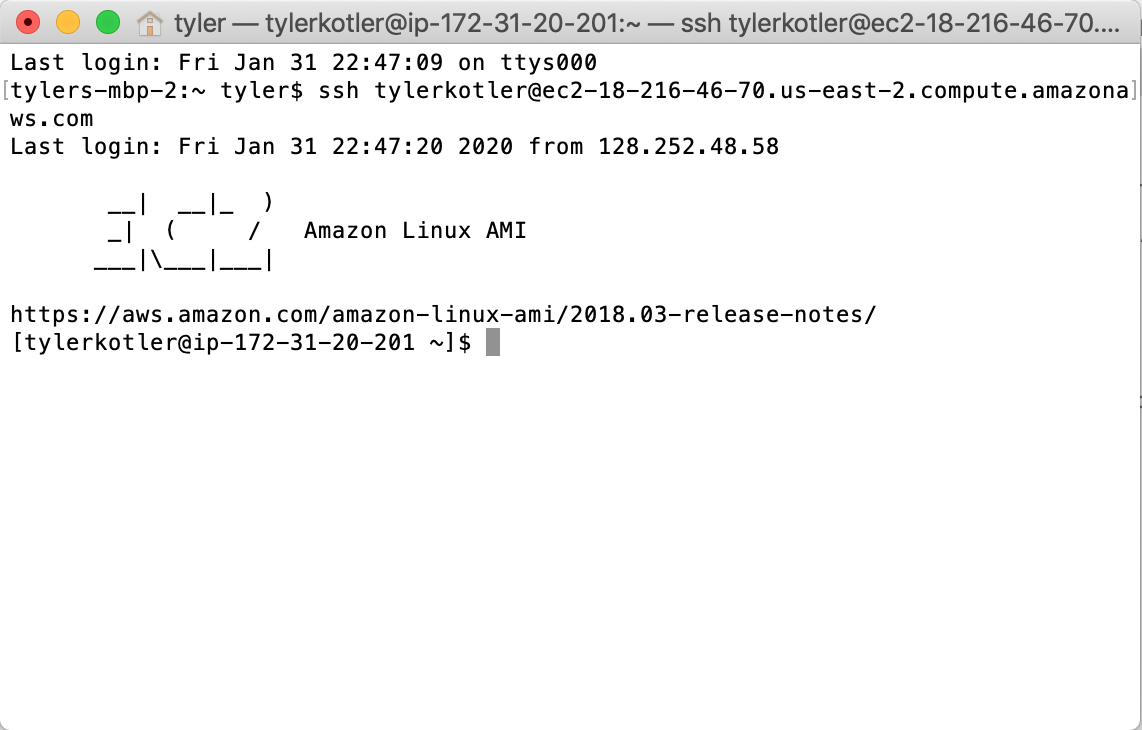 tyler — tylerkotler@ip-172-31-20-201:~ — ssh tylerkotler@ec2-18-216-46-70....
Last login: Fri Jan 31 22:47:09 on ttys000
[tylers-mbp-2:~ tyler$ ssh tylerkotler@ec2-18-216-46-70.us-east-2.compute.amazona]
ws.com
Last login: Fri Jan 31 22:47:20 2020 from 128.252.48.58
       __|  __|_  )
       _|  (     /   Amazon Linux AMI
      ___|\___|___|
https://aws.amazon.com/amazon-linux-ami/2018.03-release-notes/
[tylerkotler@ip-172-31-20-201 ~]$